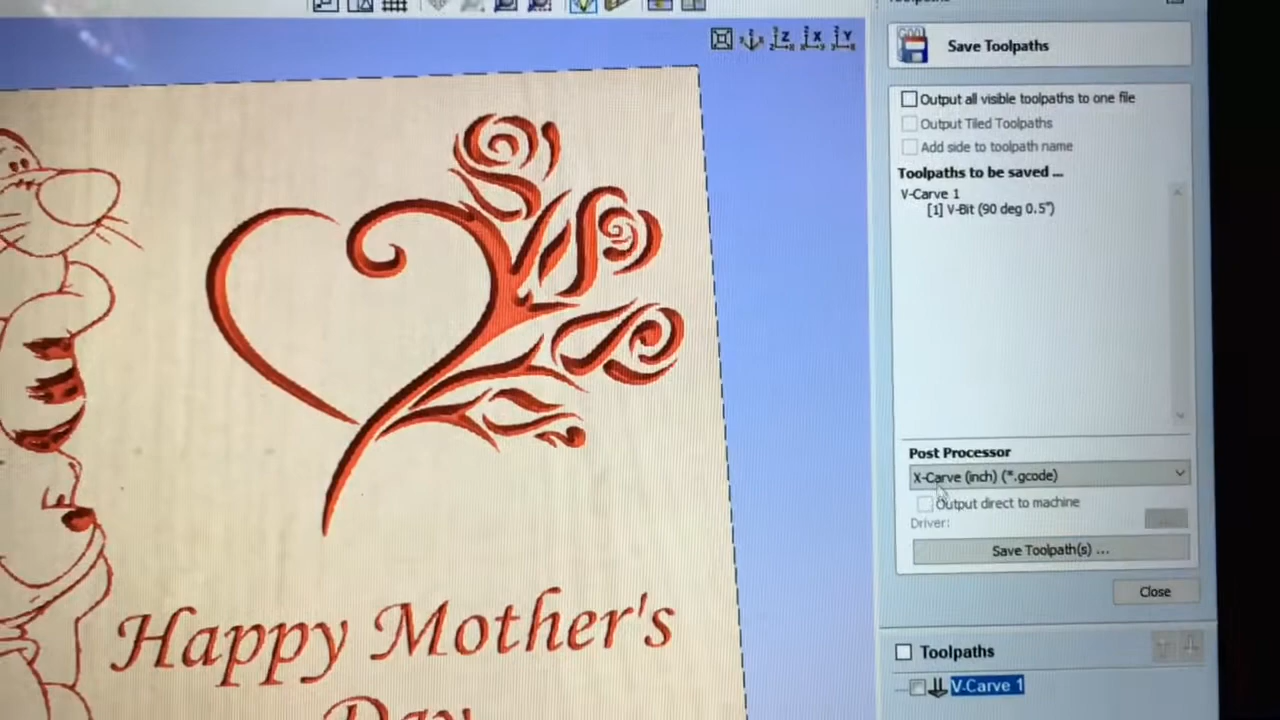 Save Toolpaths
Output all visible toolpaths to one file
Output Tiled Toolpaths
Add side to toolpath name
Toolpaths to be saved ...
V-Carve 1
[1] V-Bit (90 deg 0.5")
Post Processor
X-Carve (inch) (*.gcode)
Output direct to machine
Driver:
Save Toolpath(s) ...
Close
Toolpaths
V-Carve 1
Happy Mother's
Day